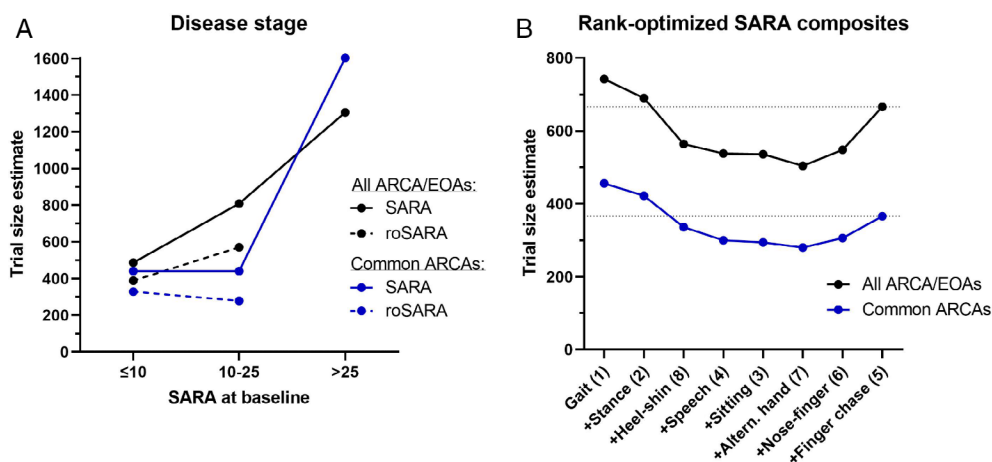 A
Disease stage
Trial size estimate
1600
1400
1200
1000
800
600
400
200
0
≤10
10-25
>25
SARA at baseline
All ARCA/EOAs:
SARA
roSARA
Common ARCAs:
SARA
roSARA
B
Rank-optimized SARA composites
Trial size estimate
800
600
400
200
0
All ARCA/EOAs
Common ARCAs
Gait (1)
+Stance (2)
+Heel-shin (8)
+Speech (4)
+Sitting (3)
+Altern. hand (7)
+Nose-finger (6)
+Finger chase (5)